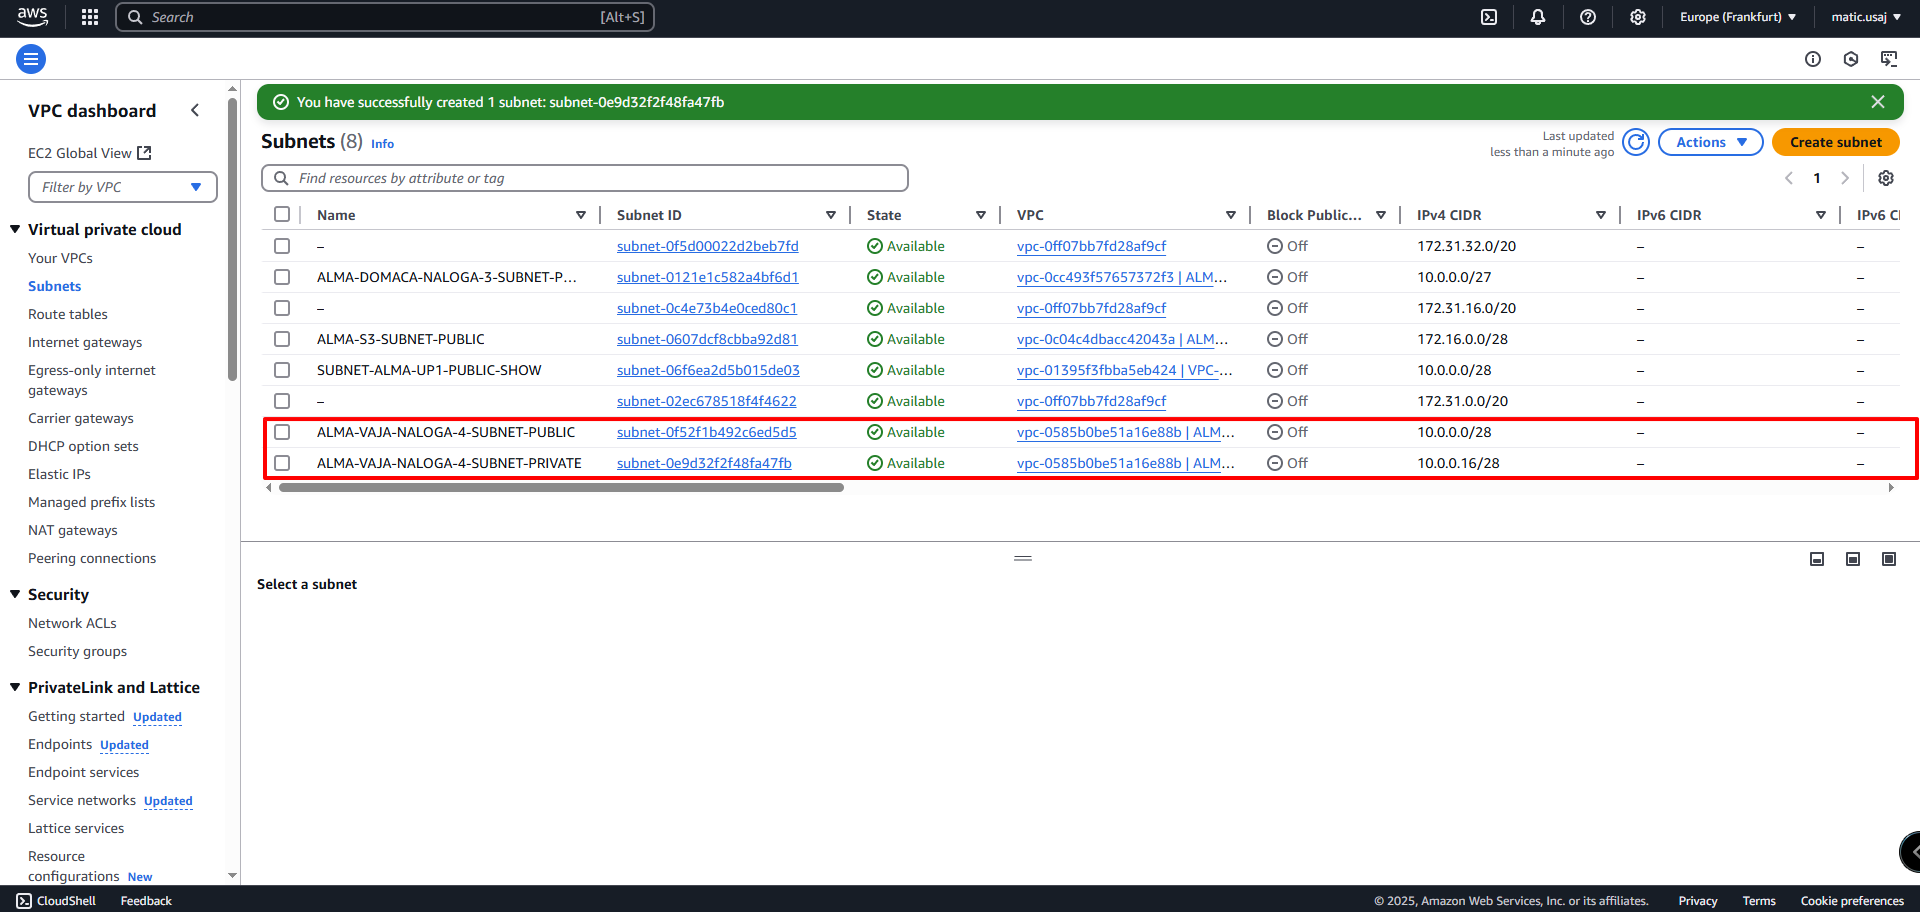 aws
Search [Alt+S]
Europe (Frankfurt)
matic.usaj
VPC dashboard
EC2 Global View
Filter by VPC
Virtual private cloud
Your VPCs
Subnets
Route tables
Internet gateways
Egress-only internet
gateways
Carrier gateways
DHCP option sets
Elastic IPs
Managed prefix lists
NAT gateways
Peering connections
Security
Network ACLs
Security groups
PrivateLink and Lattice
Getting started Updated
Endpoints Updated
Endpoint services
Service networks Updated
Lattice services
Resource
configurations New
You have successfully created 1 subnet: subnet-0e9d32f2f48fa47fb
Subnets (8) Info
Last updated
less than a minute ago
Actions
Create subnet
Find resources by attribute or tag
1
Name Subnet ID State VPC Block Public... IPv4 CIDR IPv6 CIDR IPv6 CI
– subnet-0f5d00022d2beb7fd Available vpc-0ff07bb7fd28af9cf Off 172.31.32.0/20 – –
ALMA-DOMACA-NALOGA-3-SUBNET-P... subnet-0121e1c582a4bf6d1 Available vpc-0cc493f57657372f3 | ALM... Off 10.0.0.0/27 – –
– subnet-0c4e73b4e0ced80c1 Available vpc-0ff07bb7fd28af9cf Off 172.31.16.0/20 – –
ALMA-S3-SUBNET-PUBLIC subnet-0607dcf8cbba92d81 Available vpc-0c04c4dbacc42043a | ALM... Off 172.16.0.0/28 – –
SUBNET-ALMA-UP1-PUBLIC-SHOW subnet-06f6ea2d5b015de03 Available vpc-01395f3fbba5eb424 | VPC-... Off 10.0.0.0/28 – –
– subnet-02ec678518f4f4622 Available vpc-0ff07bb7fd28af9cf Off 172.31.0.0/20 – –
ALMA-VAJA-NALOGA-4-SUBNET-PUBLIC subnet-0f52f1b492c6ed5d5 Available vpc-0585b0be51a16e88b | ALM... Off 10.0.0.0/28 – –
ALMA-VAJA-NALOGA-4-SUBNET-PRIVATE subnet-0e9d32f2f48fa47fb Available vpc-0585b0be51a16e88b | ALM... Off 10.0.0.16/28 – –
Select a subnet
CloudShell Feedback © 2025, Amazon Web Services, Inc. or its affiliates. Privacy Terms Cookie preferences